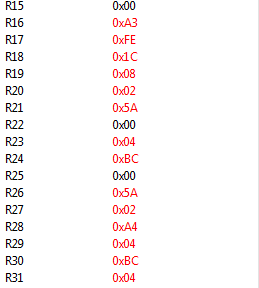 R15 0x00
R16 0xA3
R17 0xFE
R18 0x1C
R19 0x08
R20 0x02
R21 0x5A
R22 0x00
R23 0x04
R24 0xBC
R25 0x00
R26 0x5A
R27 0x02
R28 0xA4
R29 0x04
R30 0xBC
R31 0x04